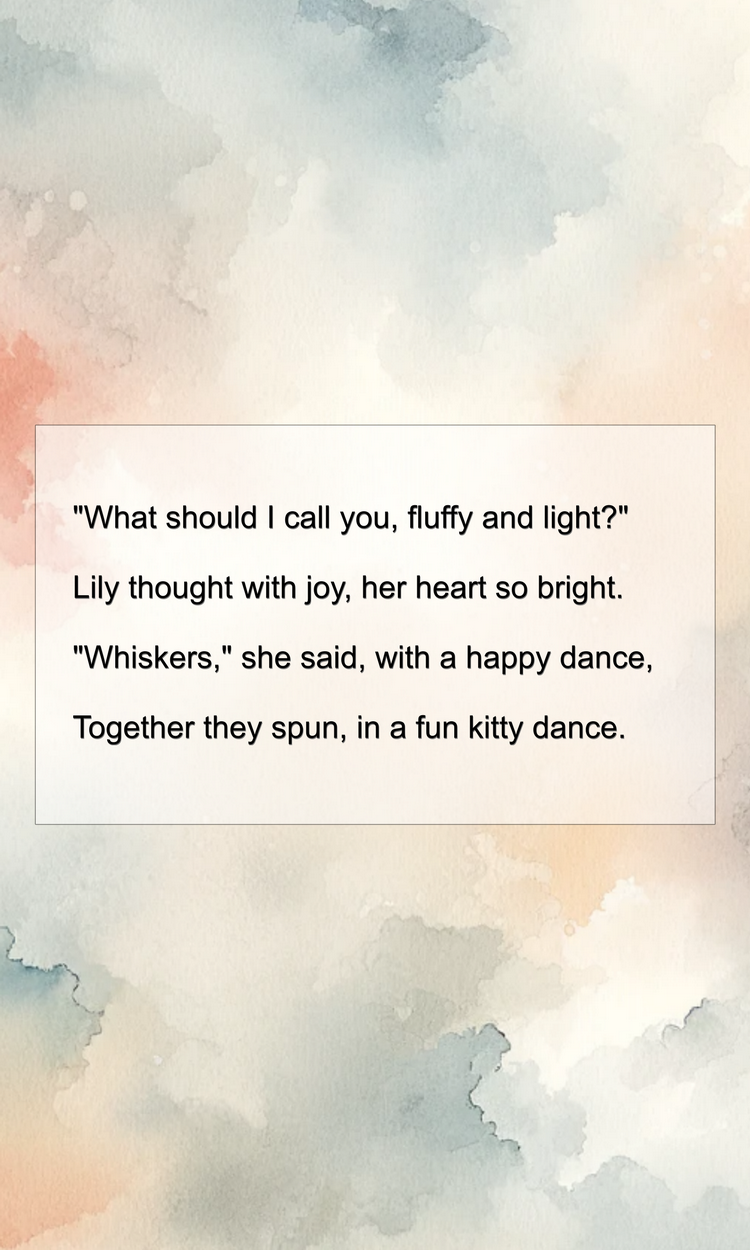 "What should I call you, fluffy and light?"
Lily thought with joy, her heart so bright.
"Whiskers," she said, with a happy dance,
Together they spun, in a fun kitty dance.